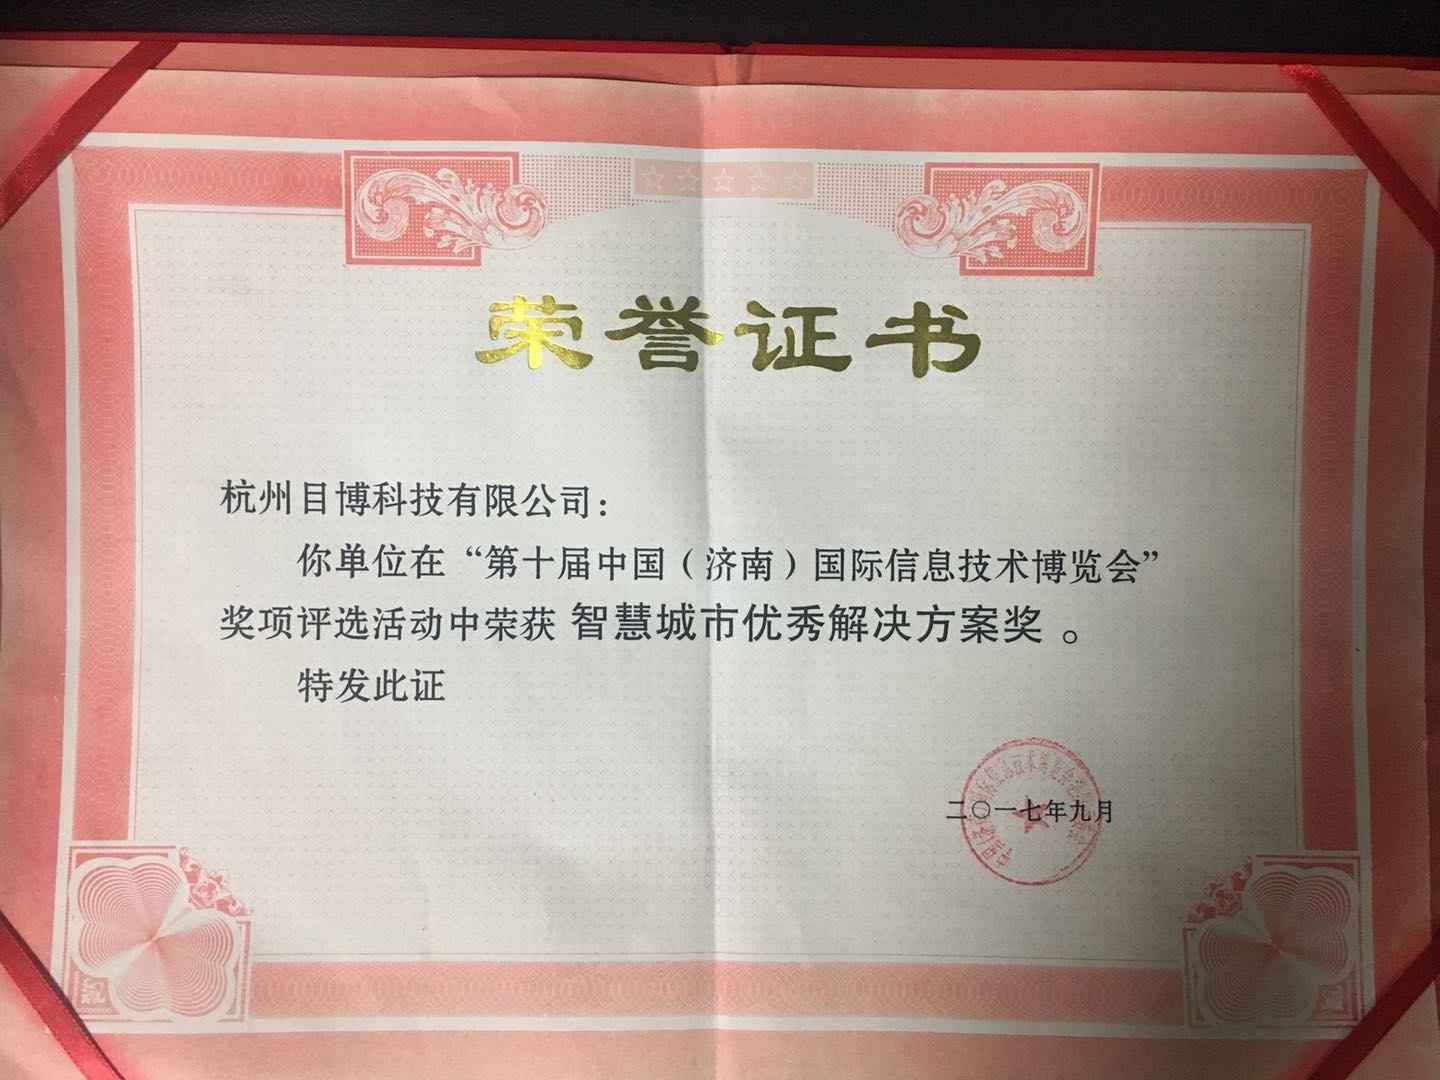 荣誉证书
杭州目博科技有限公司：
你单位在“第十届中国（济南）国际信息技术博览会”
奖项评选活动中荣获 智慧城市优秀解决方案奖 。
特发此证
二〇一七年九月